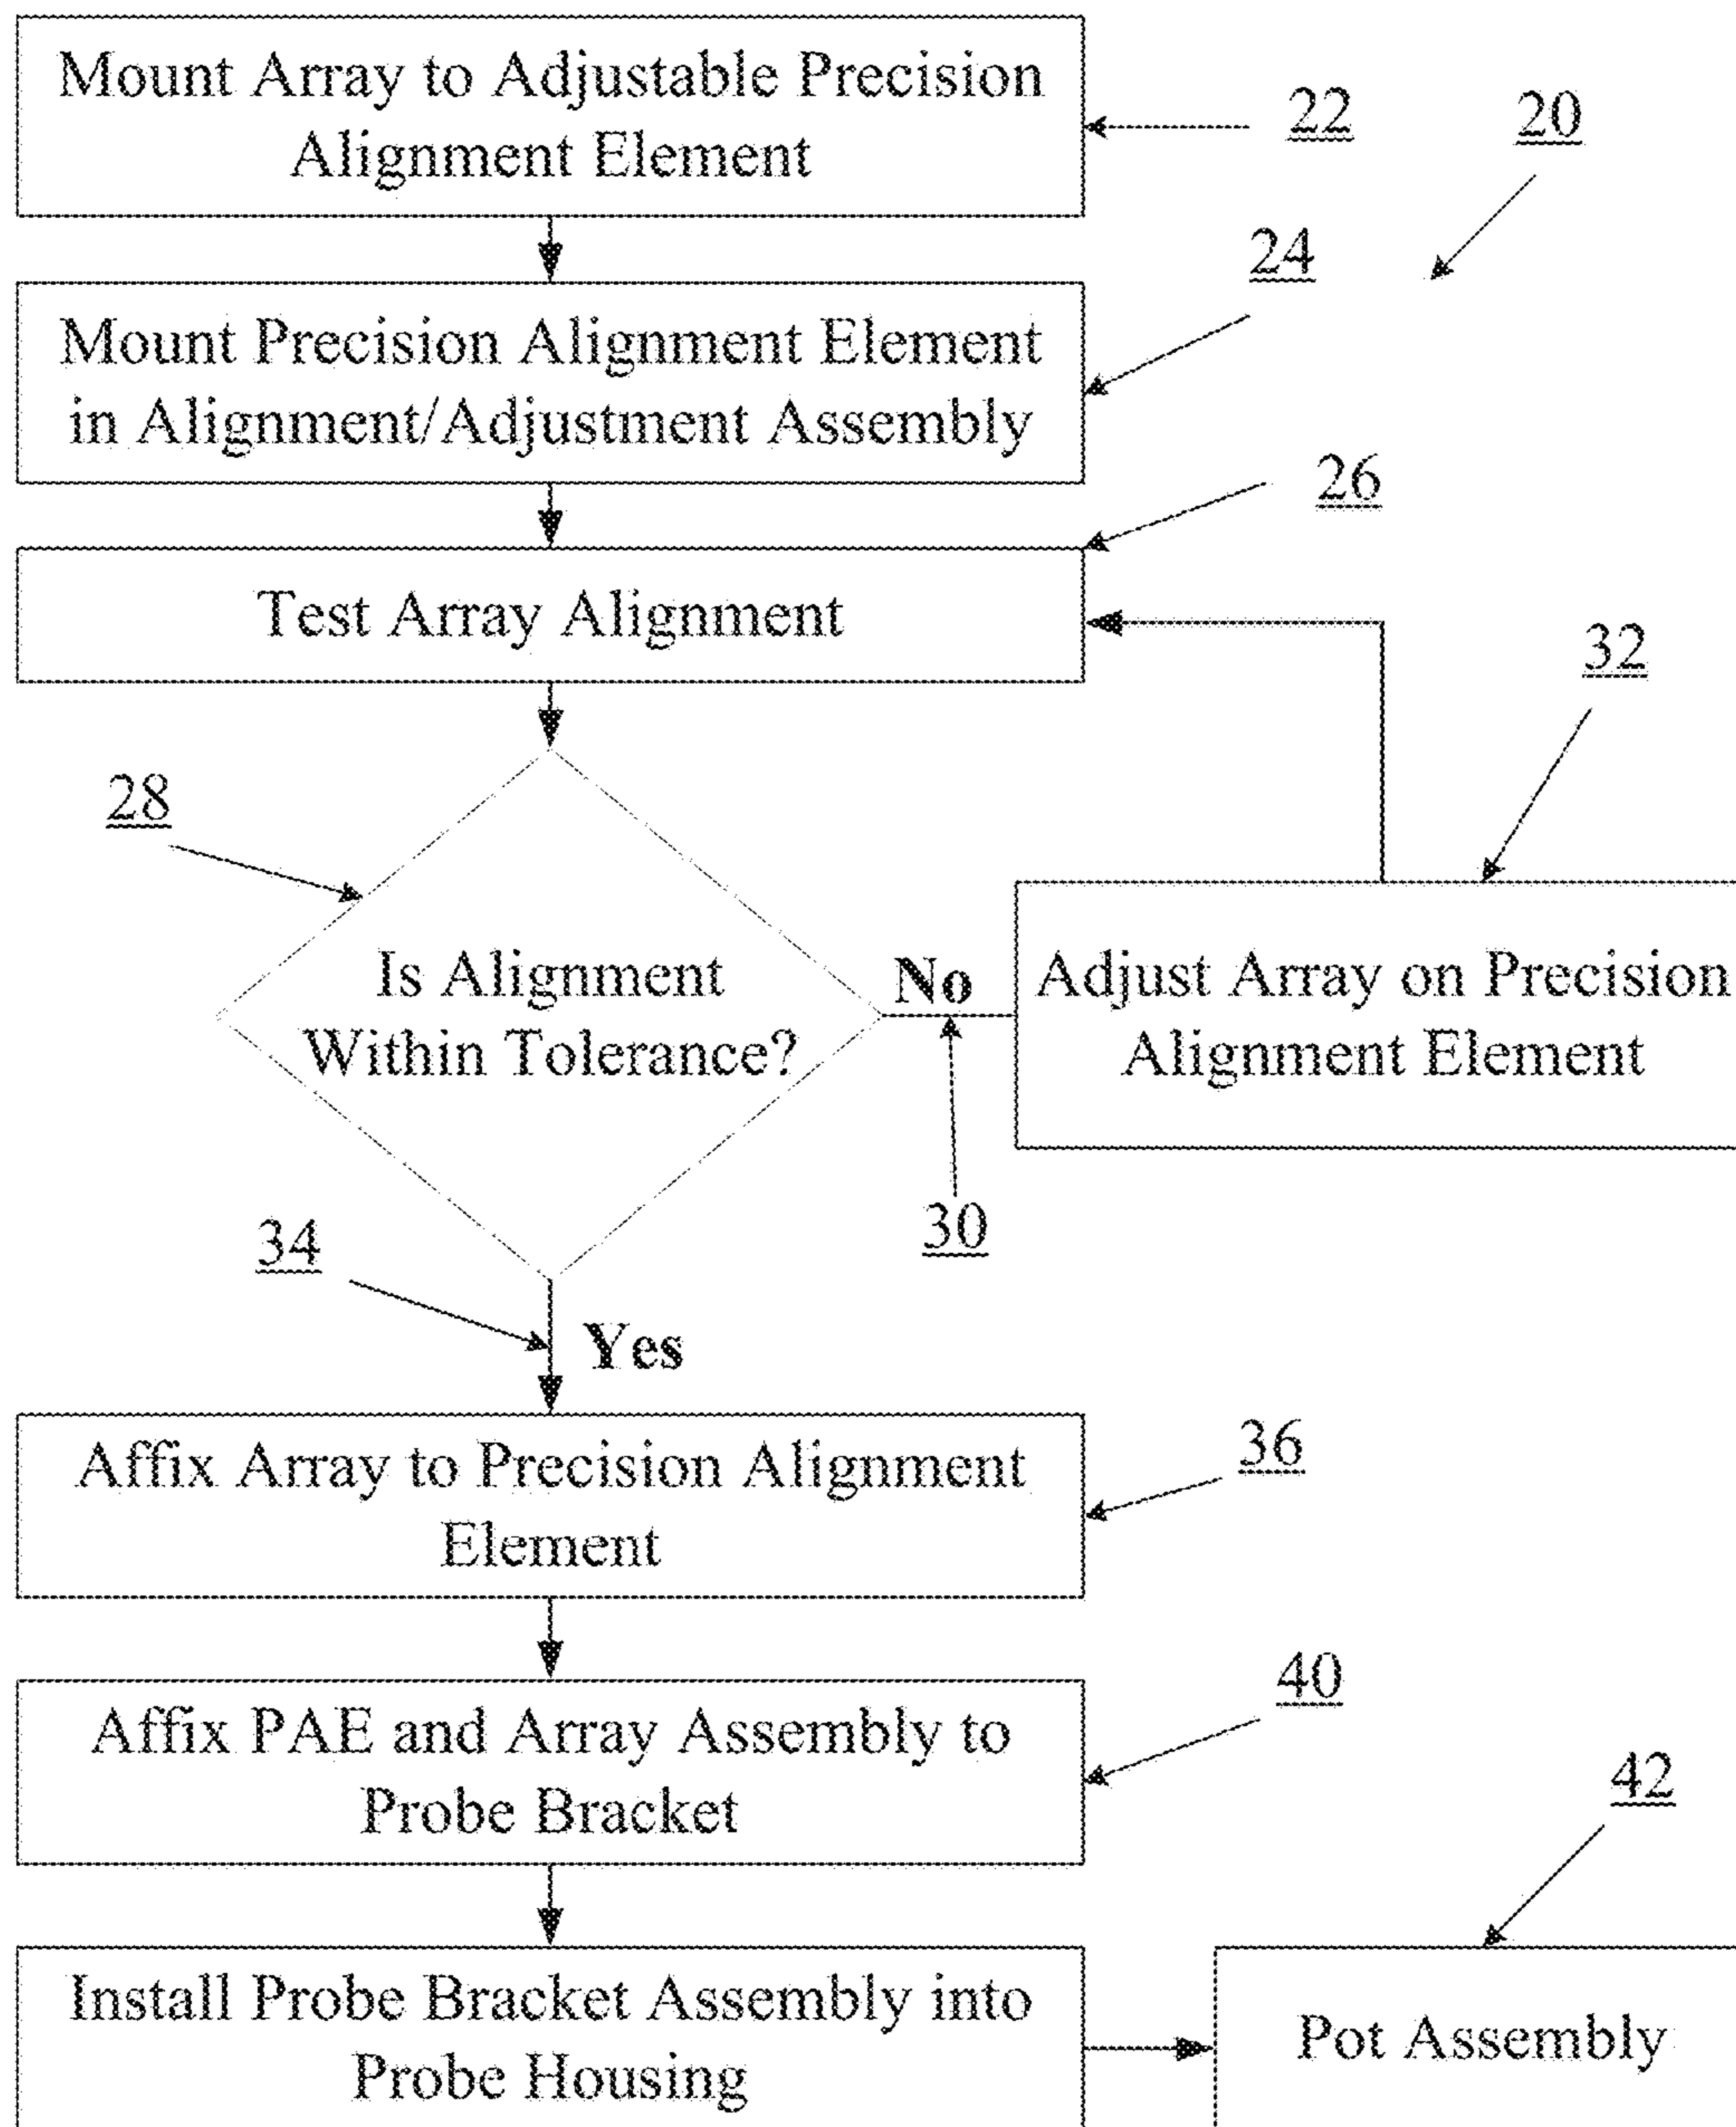 Mount Array to Adjustable Precision
Alignment Element
22
20
24
Mount Precision Alignment Element
in Alignment/Adjustment Assembly
26
Test Array Alignment
32
28
Is Alignment
Within Tolerance?
No
Adjust Array on Precision
Alignment Element
30
34
Yes
Affix Array to Precision Alignment
Element
36
40
Affix PAE and Array Assembly to
Probe Bracket
42
Install Probe Bracket Assembly into
Probe Housing
Pot Assembly